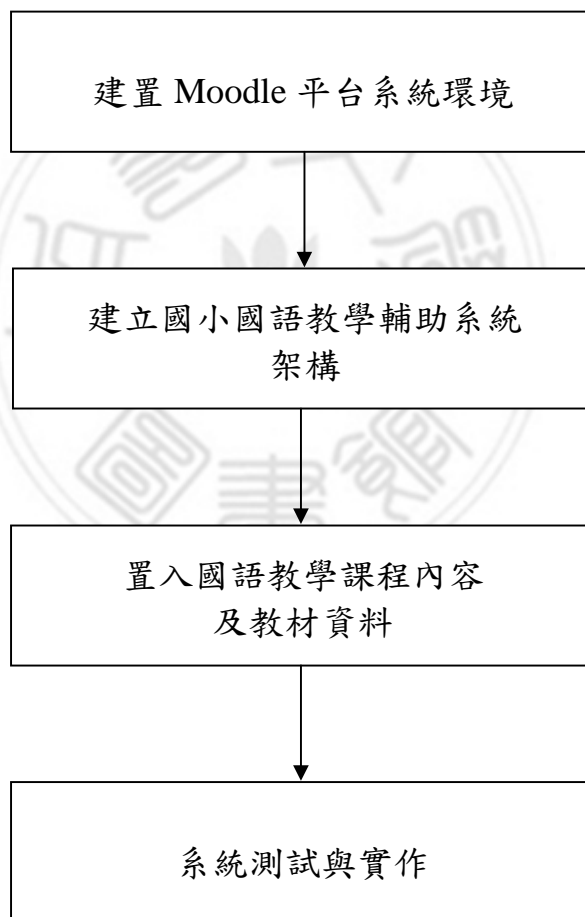 建置 Moodle 平台系統環境
建立國小國語教學輔助系統
架構
置入國語教學課程內容
及教材資料
系統測試與實作